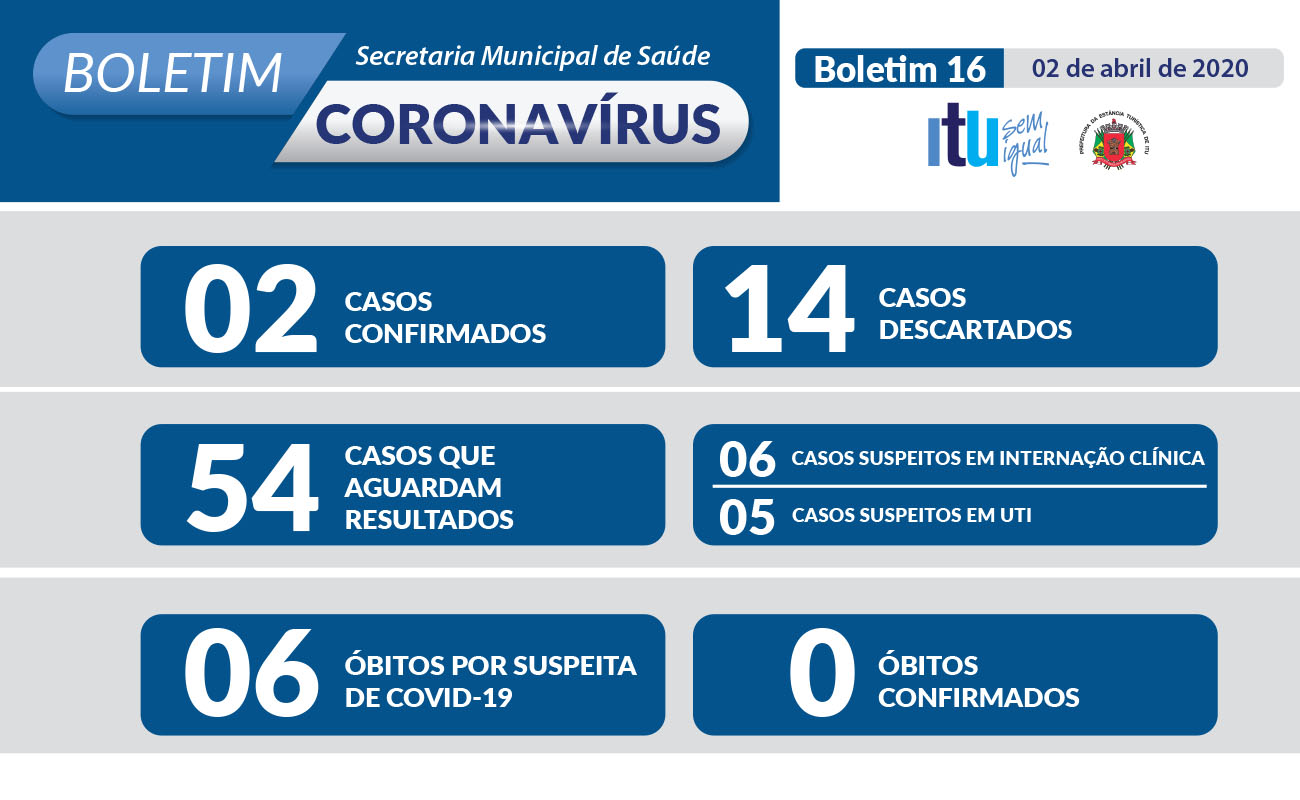 BOLETIM
Secretaria Municipal de Saúde
CORONAVÍRUS
Boletim 16
02 de abril de 2020
itu sem igual
PREFEITURA DA ESTÂNCIA TURÍSTICA DE ITU
02 CASOS
CONFIRMADOS
14 CASOS
DESCARTADOS
54 CASOS QUE
AGUARDAM
RESULTADOS
06 CASOS SUSPEITOS EM INTERNAÇÃO CLÍNICA
05 CASOS SUSPEITOS EM UTI
06 ÓBITOS POR SUSPEITA
DE COVID-19
0 ÓBITOS
CONFIRMADOS